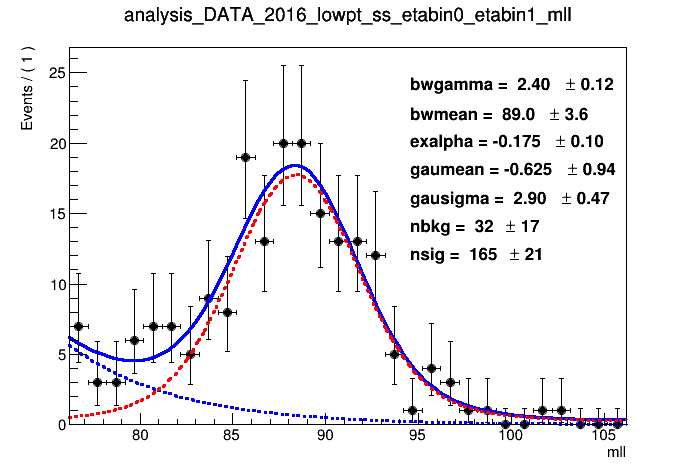 analysis_DATA_2016_lowpt_ss_etabin0_etabin1_mll
Events / ( 1 )
25
20
15
10
5
0
bwgamma = 2.40 ± 0.12
bwmean = 89.0 ± 3.6
exalpha = -0.175 ± 0.10
gaumean = -0.625 ± 0.94
gausigma = 2.90 ± 0.47
nbkg = 32 ± 17
nsig = 165 ± 21
80 85 90 95 100 105
mll